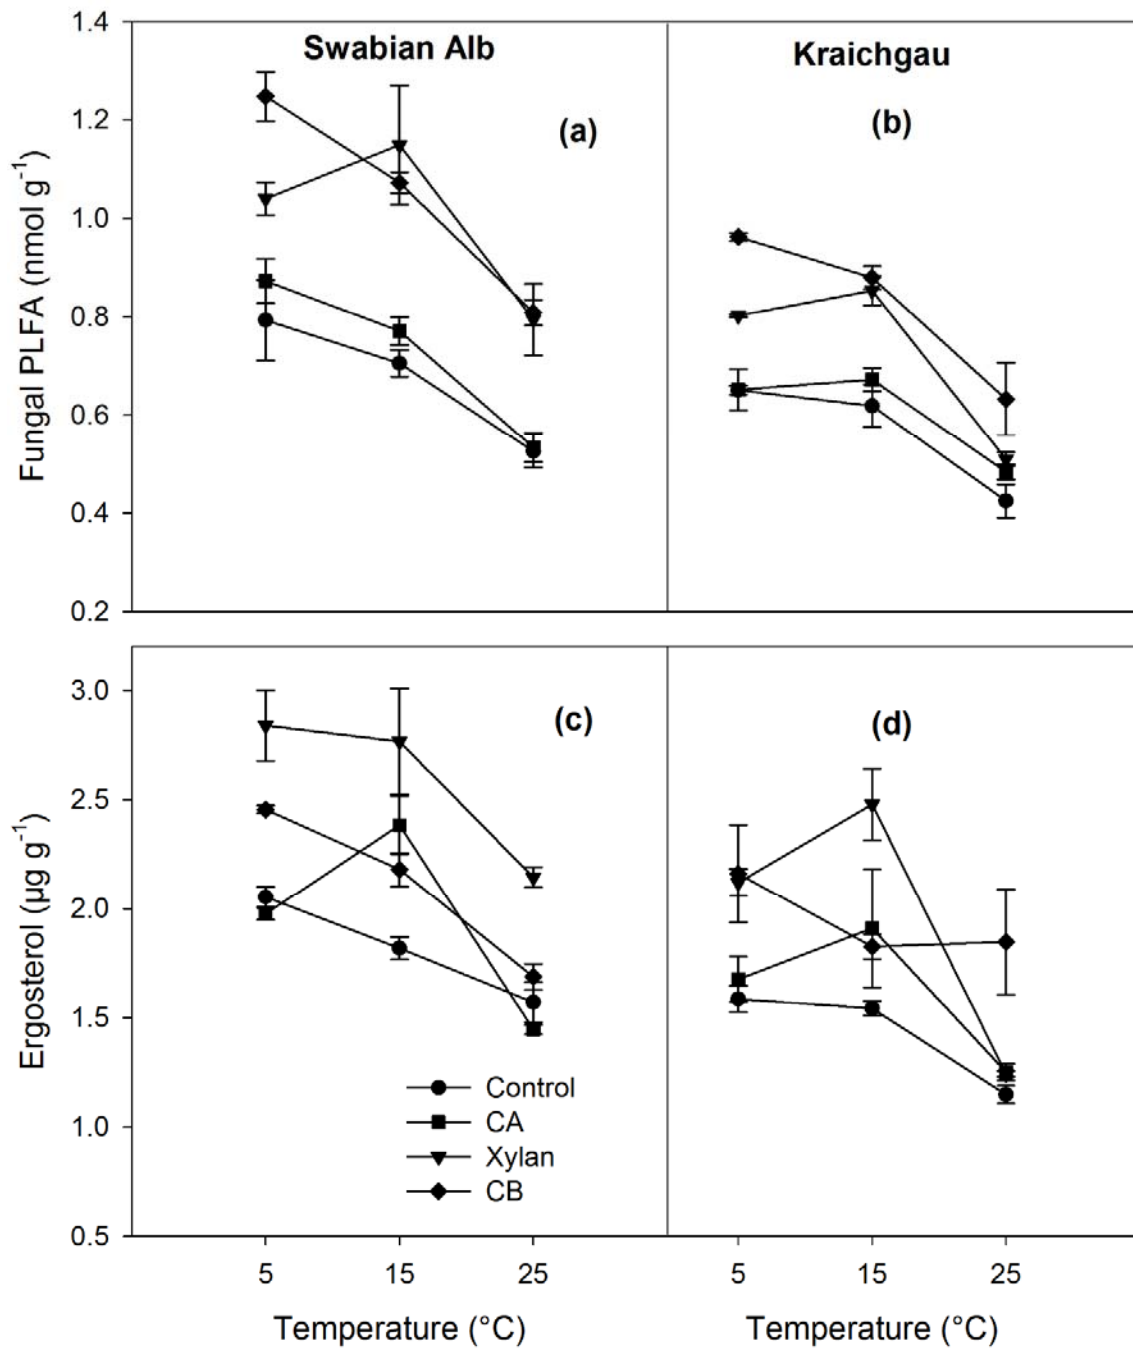 Swabian Alb
Kraichgau
(a)
(b)
Fungal PLFA (nmol g⁻¹)
1.4
1.2
1.0
0.8
0.6
0.4
0.2
(c)
(d)
Ergosterol (µg g⁻¹)
3.0
2.5
2.0
1.5
1.0
0.5
Control
CA
Xylan
CB
5 15 25 5 15 25
Temperature (°C) Temperature (°C)